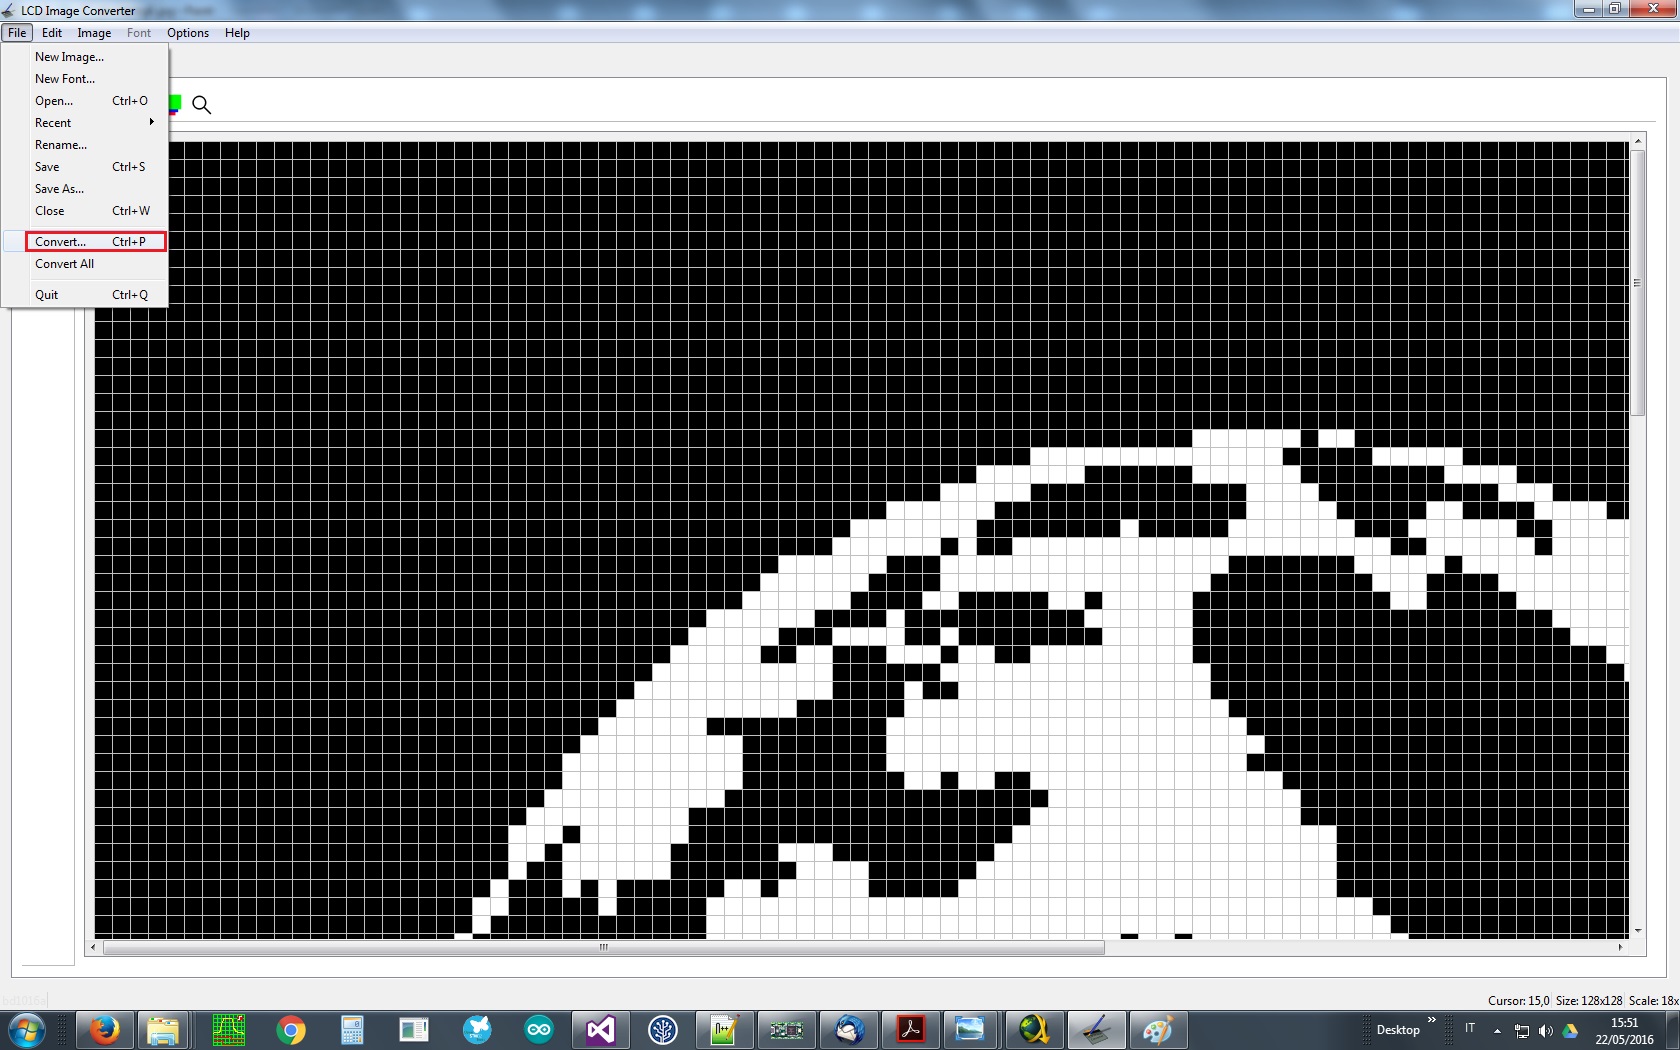 LCD Image Converter
File Edit Image Font Options Help
New Image...
New Font...
Open... Ctrl+O
Recent
Rename...
Save Ctrl+S
Save As...
Close Ctrl+W
Convert... Ctrl+P
Convert All
Quit Ctrl+Q
bd1016a
Cursor: 15,0 Size: 128x128 Scale: 18x
Desktop » IT 15:51
22/05/2016